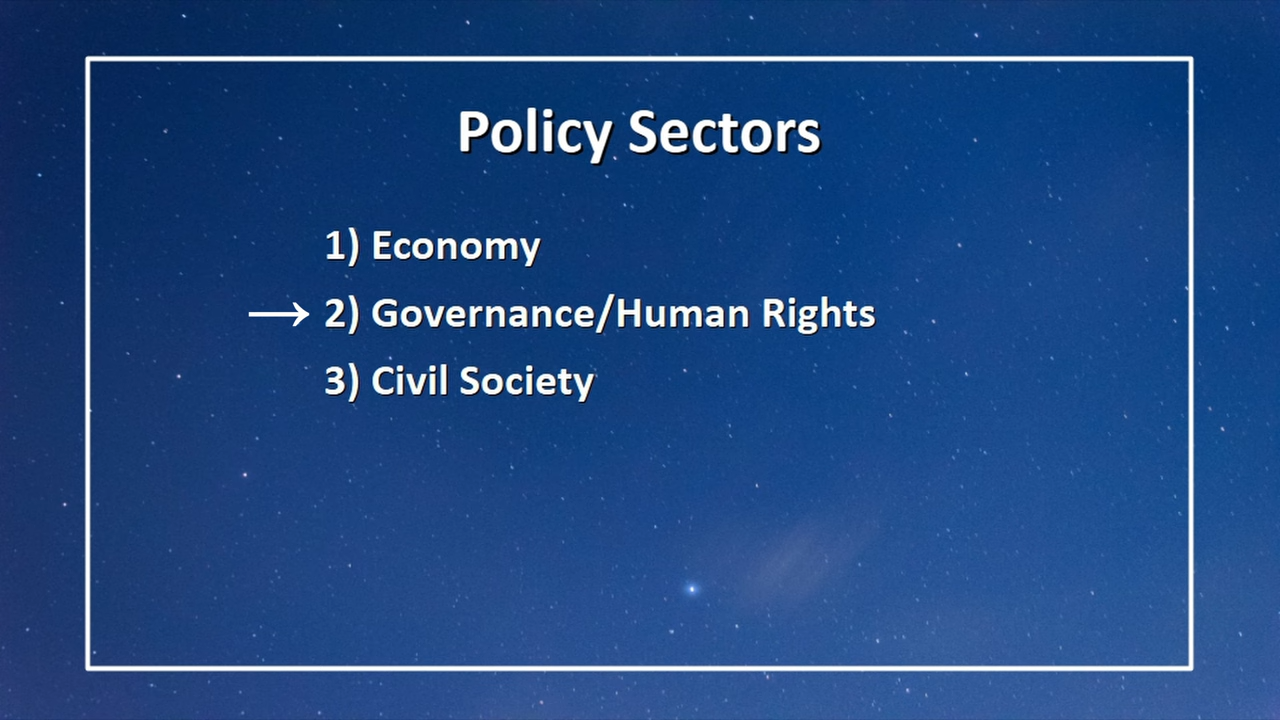 Policy Sectors
1) Economy
→ 2) Governance/Human Rights
3) Civil Society